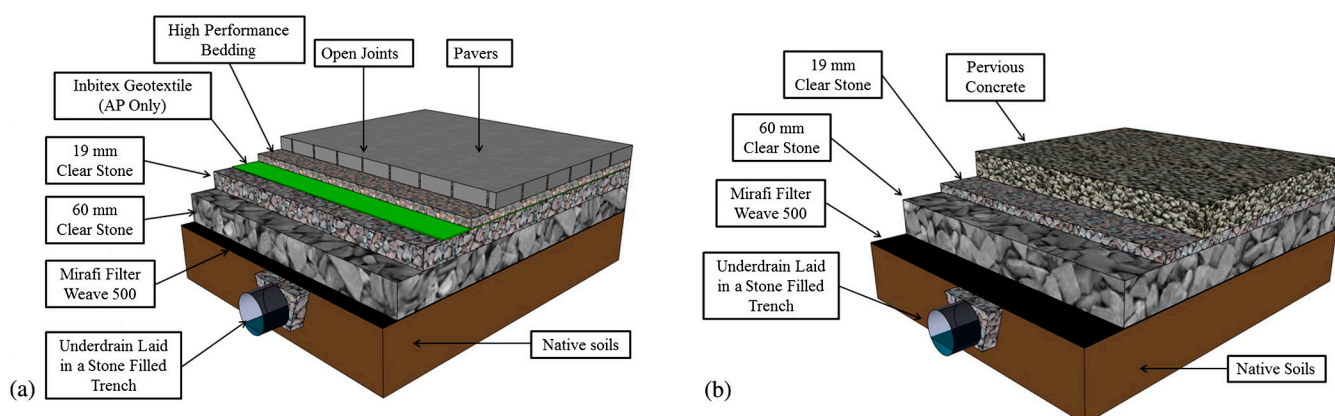 High Performance
Bedding
Open Joints
Pavers
Inbitex Geotextile
(AP Only)
19 mm
Clear Stone
60 mm
Clear Stone
Mirafi Filter
Weave 500
Underdrain Laid
in a Stone Filled
Trench
Native soils
(a)
19 mm
Clear Stone
Pervious
Concrete
60 mm
Clear Stone
Mirafi Filter
Weave 500
Underdrain Laid
in a Stone Filled
Trench
Native Soils
(b)